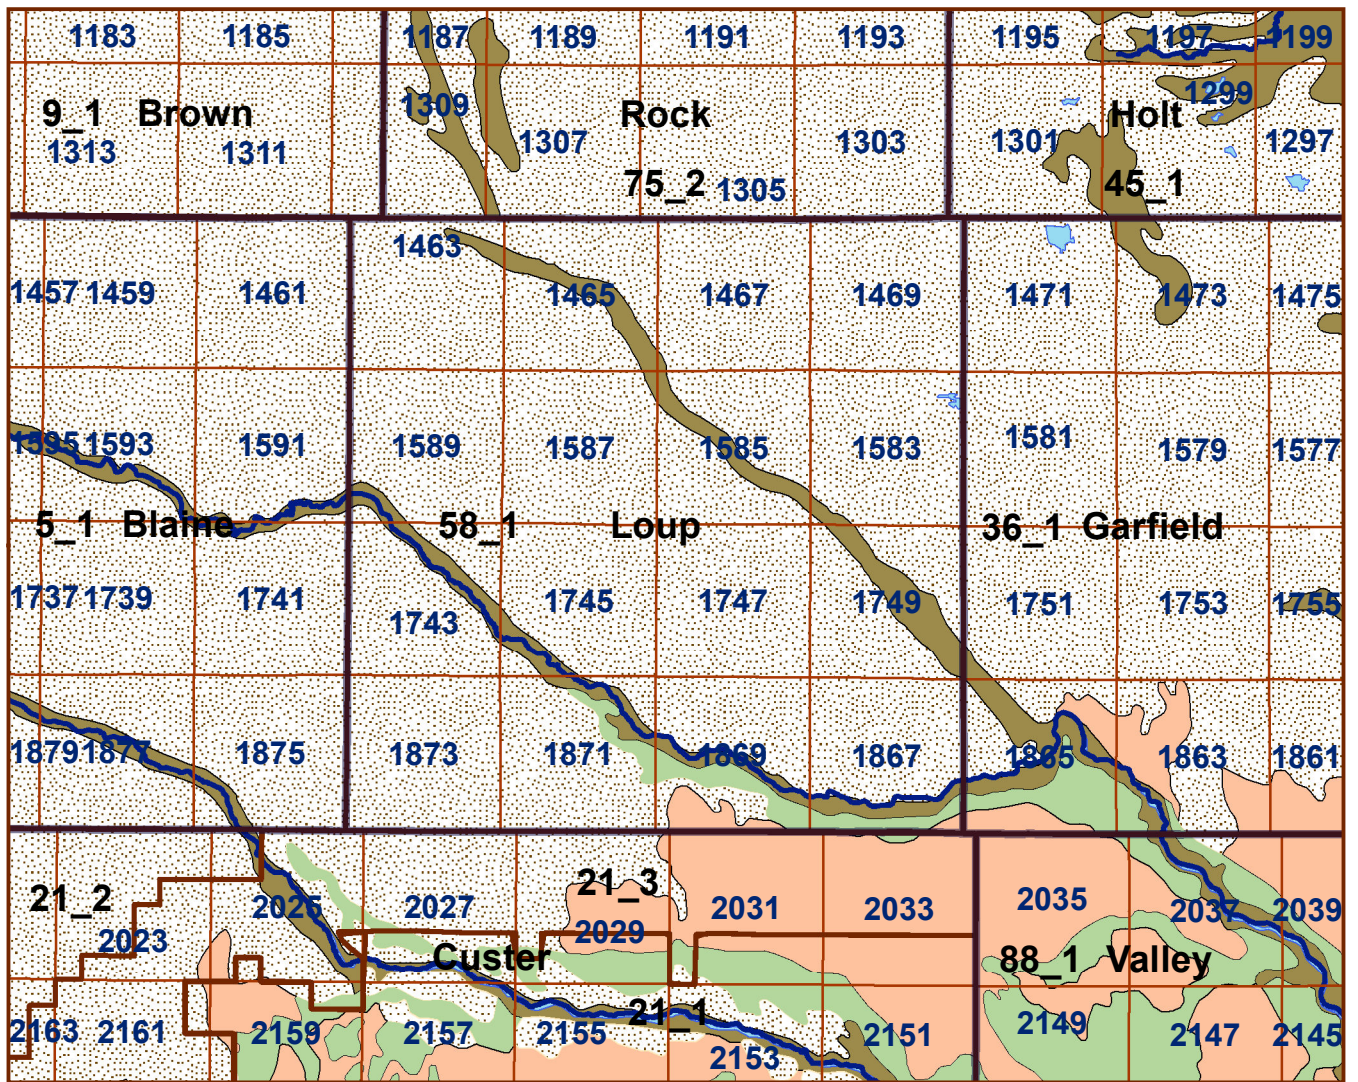 1183 1185 1187 1189 1191 1193 1195 1197 1199
1309 1299
9_1 Brown Rock Holt
1313 1311 1307 1303 1301 1297
75_2 1305 45_1
1463
1457 1459 1461 1465 1467 1469 1471 1473 1475
1595 1593 1591 1589 1587 1585 1583 1581 1579 1577
5_1 Blaine 58_1 Loup 36_1 Garfield
1737 1739 1741 1743 1745 1747 1749 1751 1753 1755
1879 1877 1875 1873 1871 1869 1867 1865 1863 1861
21_2 21_3
2025 2027 2031 2033 2035 2037 2039
2023 2029
Custer 88_1 Valley
21_1
2163 2161 2159 2157 2155 2151 2149 2147 2145
2153